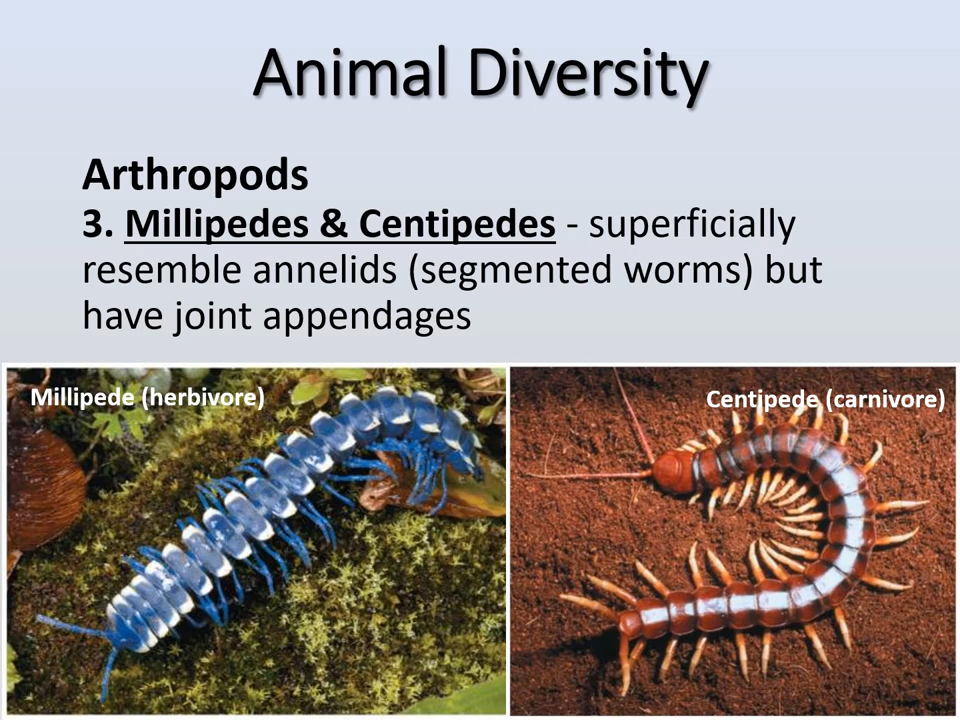 Animal Diversity
Arthropods
3. Millipedes & Centipedes - superficially
resemble annelids (segmented worms) but
have joint appendages
Millipede (herbivore)
Centipede (carnivore)